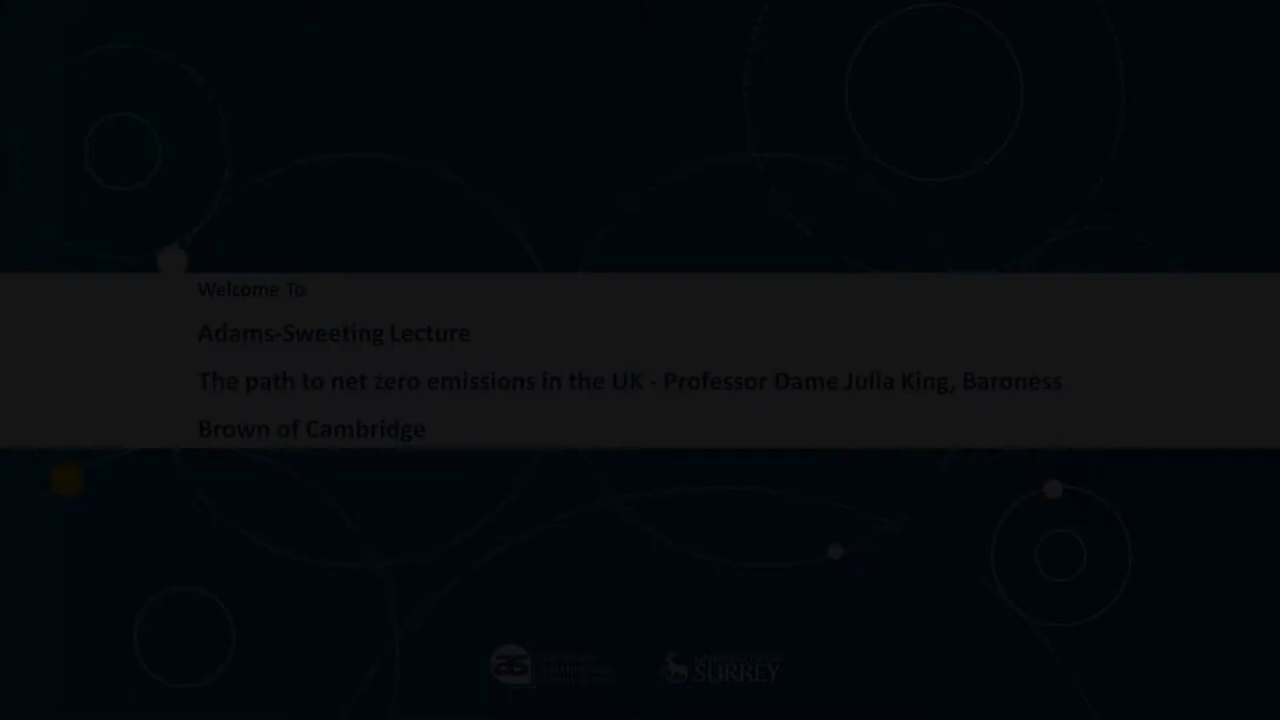 Welcome To
Adams-Sweeting Lecture
The path to net zero emissions in the UK - Professor Dame Julia King, Baroness
Brown of Cambridge
as
SURREY